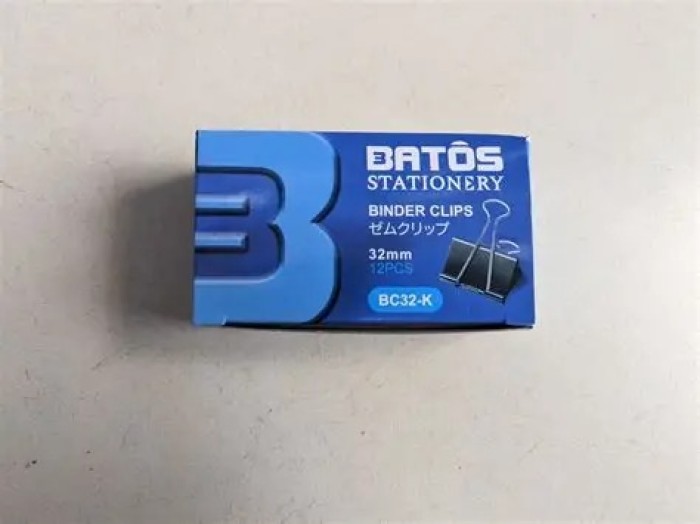 BATÔS
STATIONERY
BINDER CLIPS
ゼムクリップ
32mm
12PCS
BC32-K